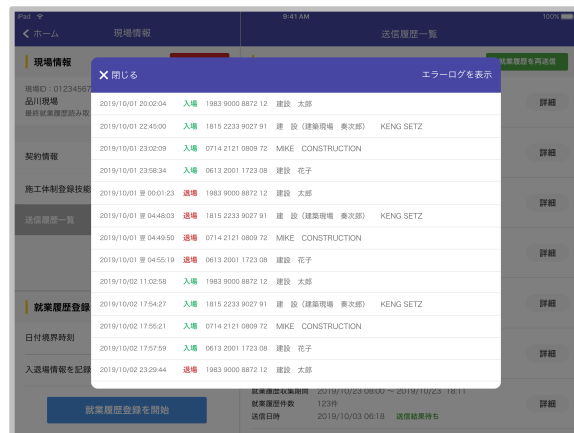 iPad 9:41 AM 100%
ホーム 現場情報 送信履歴一覧
現場情報 就業履歴を再送信
✕ 閉じる エラーログを表示
現場ID：01234567
品川現場
最終就業履歴読み取
詳細
2019/10/01 20:02:04 入場 1983 9000 8872 12 建設 太郎
2019/10/01 22:45:00 入場 1815 2233 9027 91 建 設（建築現場 奏次郎） KENG SETZ
2019/10/01 23:02:09 入場 0714 2121 0809 72 MIKE CONSTRUCTION
契約情報 詳細
2019/10/01 23:58:34 入場 0613 2001 1723 08 建設 花子
施工体制登録技能
2019/10/01 翌 00:01:23 退場 1983 9000 8872 12 建設 太郎
詳細
2019/10/01 翌 04:48:03 退場 1815 2233 9027 91 建 設（建築現場 奏次郎） KENG SETZ
送信履歴一覧
2019/10/01 翌 04:49:50 退場 0714 2121 0809 72 MIKE CONSTRUCTION
詳細
2019/10/01 翌 04:55:19 退場 0613 2001 1723 08 建設 花子
2019/10/02 11:02:58 入場 1983 9000 8872 12 建設 太郎
就業履歴登録 詳細
2019/10/02 17:54:27 入場 1815 2233 9027 91 建 設（建築現場 奏次郎） KENG SETZ
2019/10/02 17:55:21 入場 0714 2121 0809 72 MIKE CONSTRUCTION
日付境界時刻
2019/10/02 17:57:59 入場 0613 2001 1723 08 建設 花子
詳細
入退場情報を記録
2019/10/02 23:29:44 退場 1983 9000 8872 12 建設 太郎
就業履歴収集期間 2019/10/23 08:00 ～ 2019/10/23 18:11
就業履歴件数 123件
詳細
送信日時 2019/10/03 06:18 送信結果待ち
就業履歴登録を開始